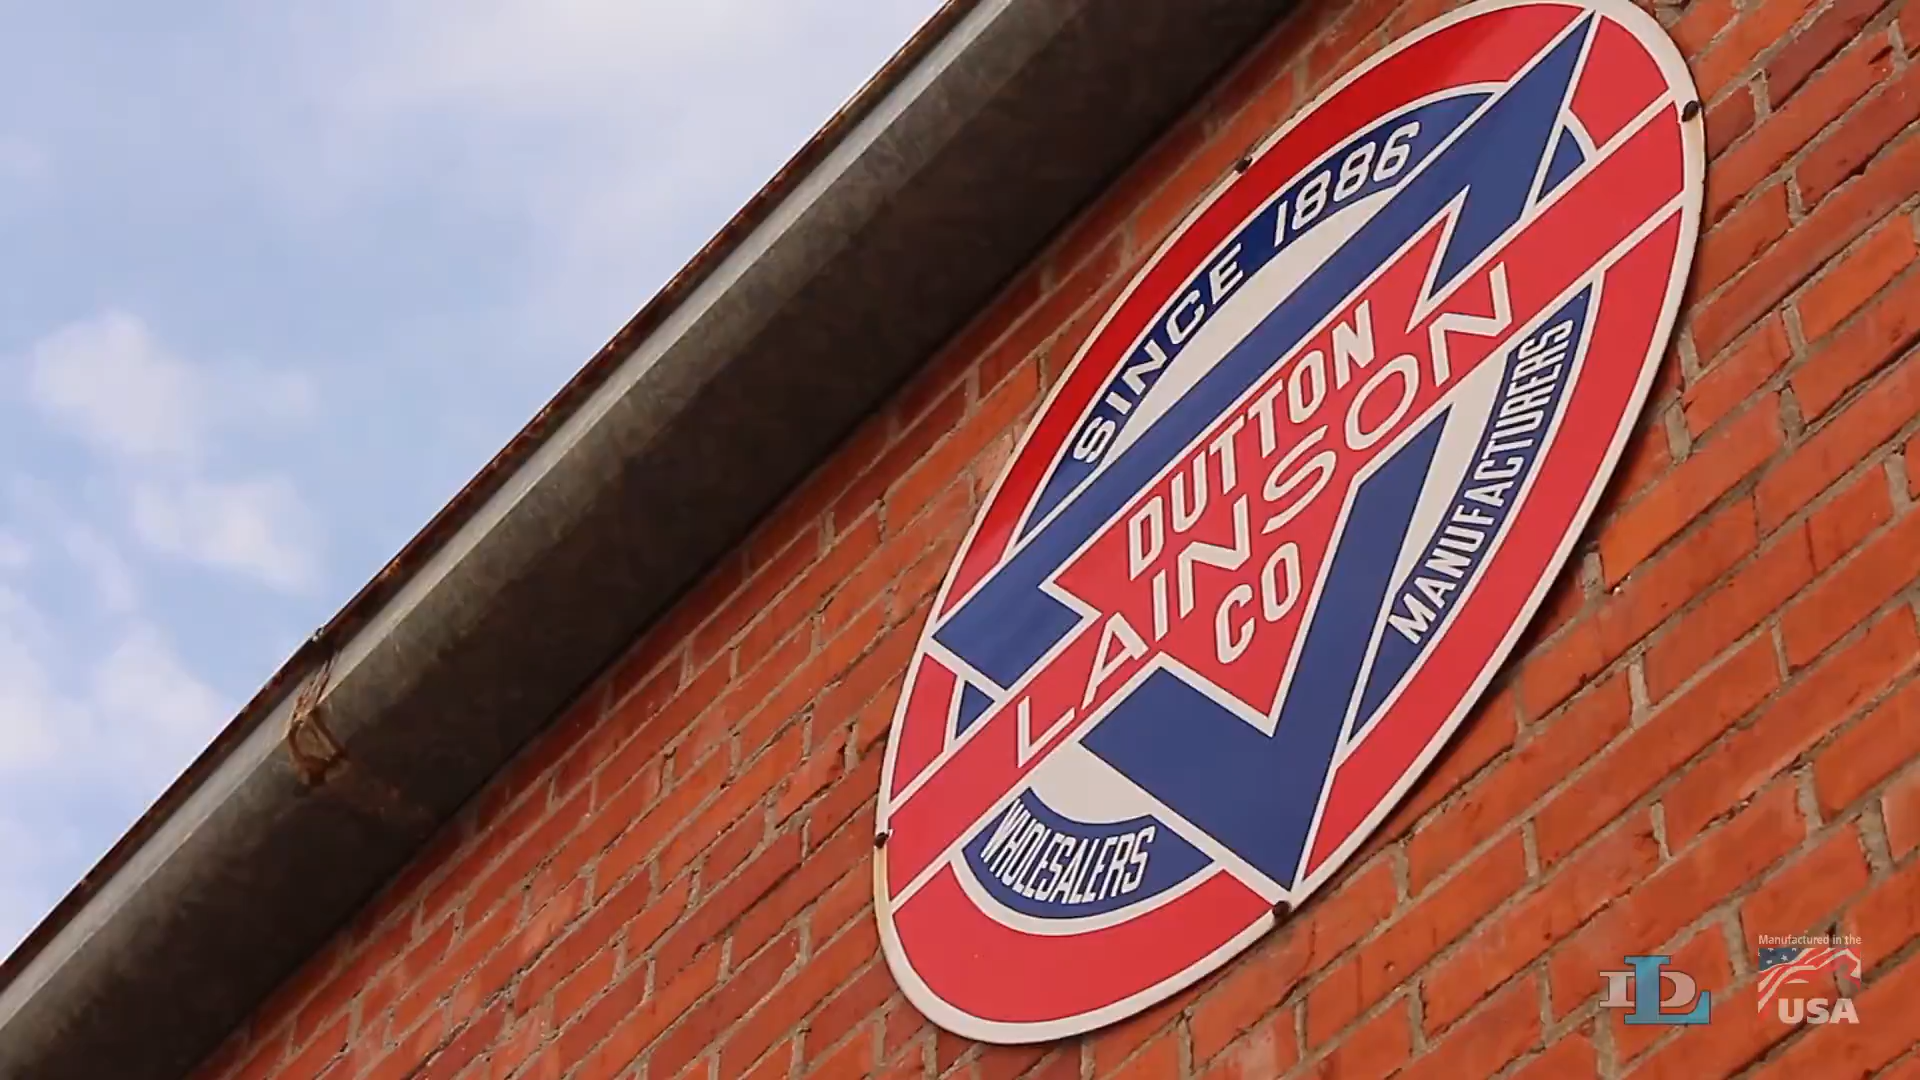 SINCE 1886
DUTTON
LAINSON
CO
MANUFACTURERS
WHOLESALERS
DL
Manufactured in the
USA